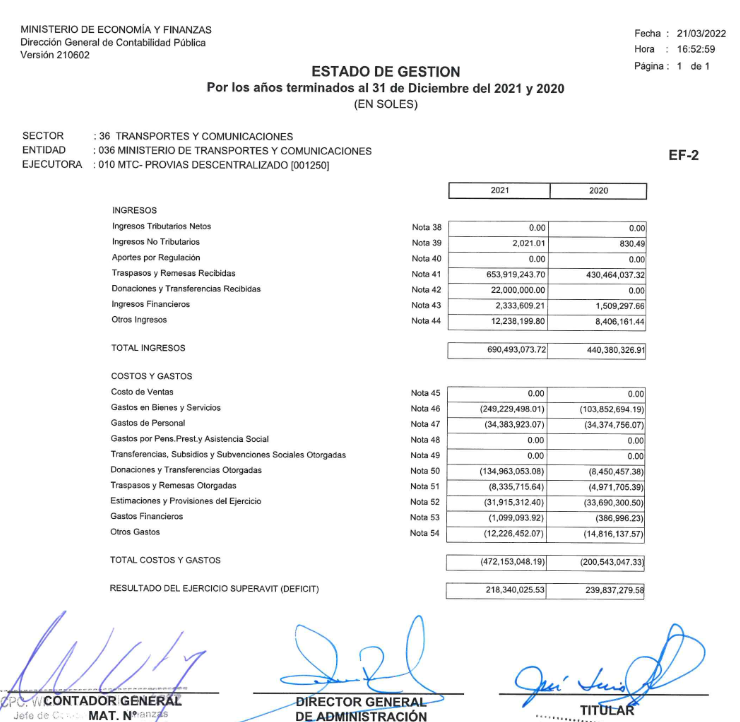 MINISTERIO DE ECONOMÍA Y FINANZAS
Dirección General de Contabilidad Pública
Versión 210602
Fecha : 21/03/2022
Hora : 16:52:59
Página : 1 de 1
ESTADO DE GESTION
Por los años terminados al 31 de Diciembre del 2021 y 2020
(EN SOLES)
SECTOR : 36 TRANSPORTES Y COMUNICACIONES
ENTIDAD : 036 MINISTERIO DE TRANSPORTES Y COMUNICACIONES
EJECUTORA : 010 MTC- PROVIAS DESCENTRALIZADO [001250]
EF-2
2021 2020
INGRESOS
Ingresos Tributarios Netos Nota 38 0.00 0.00
Ingresos No Tributarios Nota 39 2,021.01 830.49
Aportes por Regulación Nota 40 0.00 0.00
Traspasos y Remesas Recibidas Nota 41 653,919,243.70 430,464,037.32
Donaciones y Transferencias Recibidas Nota 42 22,000,000.00 0.00
Ingresos Financieros Nota 43 2,333,609.21 1,509,297.66
Otros Ingresos Nota 44 12,238,199.80 8,406,161.44
TOTAL INGRESOS 690,493,073.72 440,380,326.91
COSTOS Y GASTOS
Costo de Ventas Nota 45 0.00 0.00
Gastos en Bienes y Servicios Nota 46 (249,229,498.01) (103,852,694.19)
Gastos de Personal Nota 47 (34,383,923.07) (34,374,756.07)
Gastos por Pens.Prest.y Asistencia Social Nota 48 0.00 0.00
Transferencias, Subsidios y Subvenciones Sociales Otorgadas Nota 49 0.00 0.00
Donaciones y Transferencias Otorgadas Nota 50 (134,963,053.08) (8,450,457.38)
Traspasos y Remesas Otorgadas Nota 51 (8,335,715.64) (4,971,705.39)
Estimaciones y Provisiones del Ejercicio Nota 52 (31,915,312.40) (33,690,300.50)
Gastos Financieros Nota 53 (1,099,093.92) (386,996.23)
Otros Gastos Nota 54 (12,226,452.07) (14,816,137.57)
TOTAL COSTOS Y GASTOS (472,153,048.19) (200,543,047.33)
RESULTADO DEL EJERCICIO SUPERAVIT (DEFICIT) 218,340,025.53 239,837,279.58
José Luis
CPC. CONTADOR GENERAL DIRECTOR GENERAL TITULAR
Jefe de MAT. N° DE ADMINISTRACIÓN